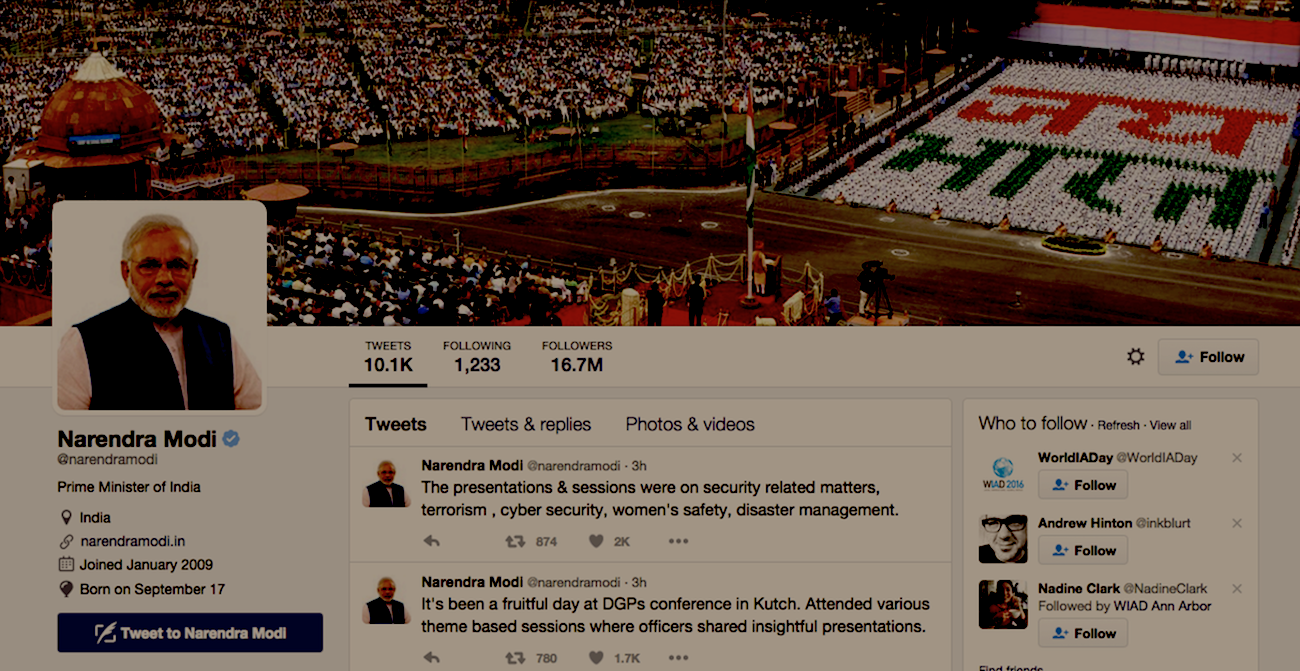 जय
भारत
TWEETS
10.1K
FOLLOWING
1,233
FOLLOWERS
16.7M
Follow
Narendra Modi
@narendramodi
Prime Minister of India
India
narendramodi.in
Joined January 2009
Born on September 17
Tweet to Narendra Modi
Tweets Tweets & replies Photos & videos
Narendra Modi @narendramodi · 3h
The presentations & sessions were on security related matters,
terrorism , cyber security, women's safety, disaster management.
874 2K
Narendra Modi @narendramodi · 3h
It's been a fruitful day at DGPs conference in Kutch. Attended various
theme based sessions where officers shared insightful presentations.
780 1.7K
Who to follow · Refresh · View all
WIAD 2016
WorldIADay @WorldIADay
Follow
Andrew Hinton @inkblurt
Follow
Nadine Clark @NadineClark
Followed by WIAD Ann Arbor
Follow
Find friends